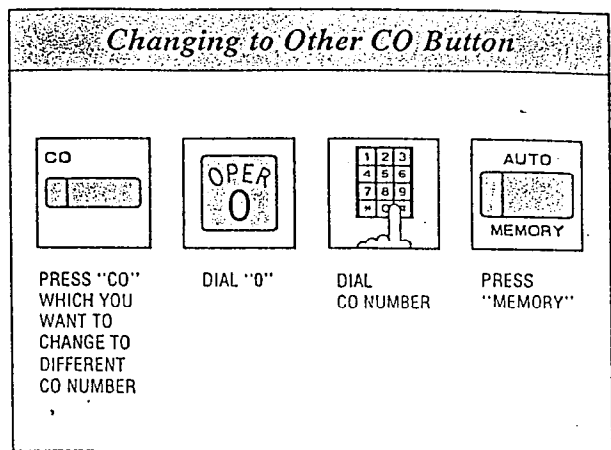 Changing to Other CO Button
CO
PRESS "CO"
WHICH YOU
WANT TO
CHANGE TO
DIFFERENT
CO NUMBER
OPER
0
DIAL "0"
1 2 3
4 5 6
7 8 9
* 0 #
DIAL
CO NUMBER
AUTO
MEMORY
PRESS
"MEMORY"